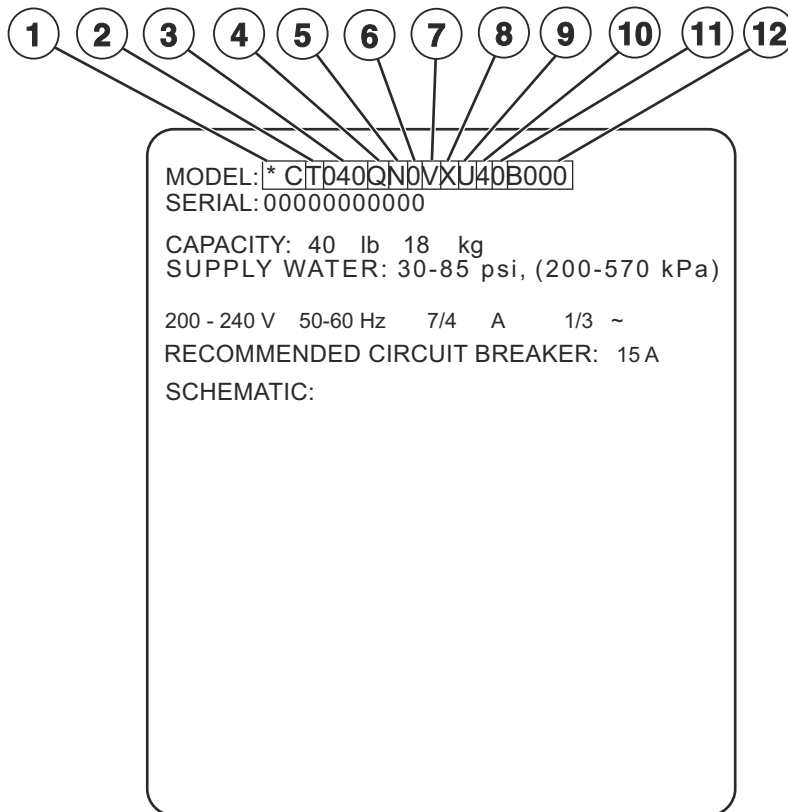 1 2 3 4 5 6 7 8 9 10 11 12
MODEL: * CT040QN0VXU40B000
SERIAL: 00000000000
CAPACITY: 40 lb 18 kg
SUPPLY WATER: 30-85 psi, (200-570 kPa)
200 - 240 V 50-60 Hz 7/4 A 1/3 ~
RECOMMENDED CIRCUIT BREAKER: 15 A
SCHEMATIC: